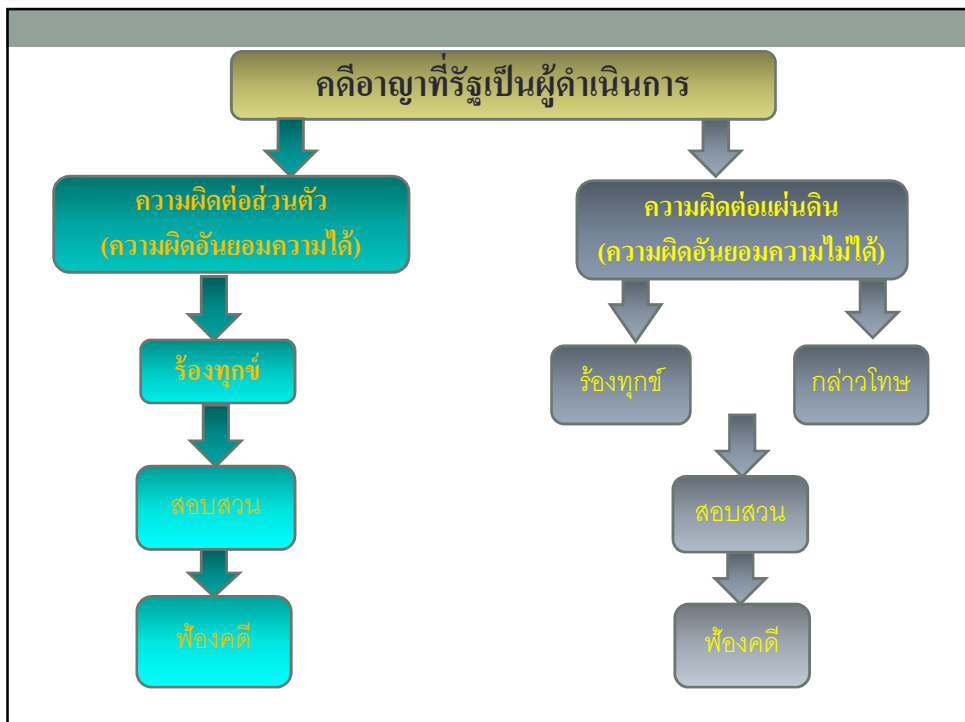 คดีอาญาที่รัฐเป็นผู้ดำเนินการ
ความผิดต่อส่วนตัว
(ความผิดอันยอมความได้)
ร้องทุกข์
สอบสวน
ฟ้องคดี
ความผิดต่อแผ่นดิน
(ความผิดอันยอมความไม่ได้)
ร้องทุกข์
กล่าวโทษ
สอบสวน
ฟ้องคดี